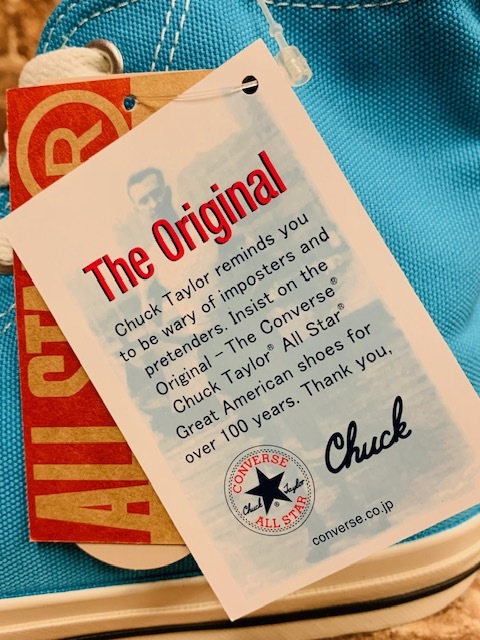 The Original
Chuck Taylor reminds you
to be wary of imposters and
pretenders. Insist on the
Original – The Converse®
Chuck Taylor® All Star®
Great American shoes for
over 100 years. Thank you,
Chuck
CONVERSE
Chuck Taylor
®
ALL STAR
converse.co.jp
ALL STAR
R